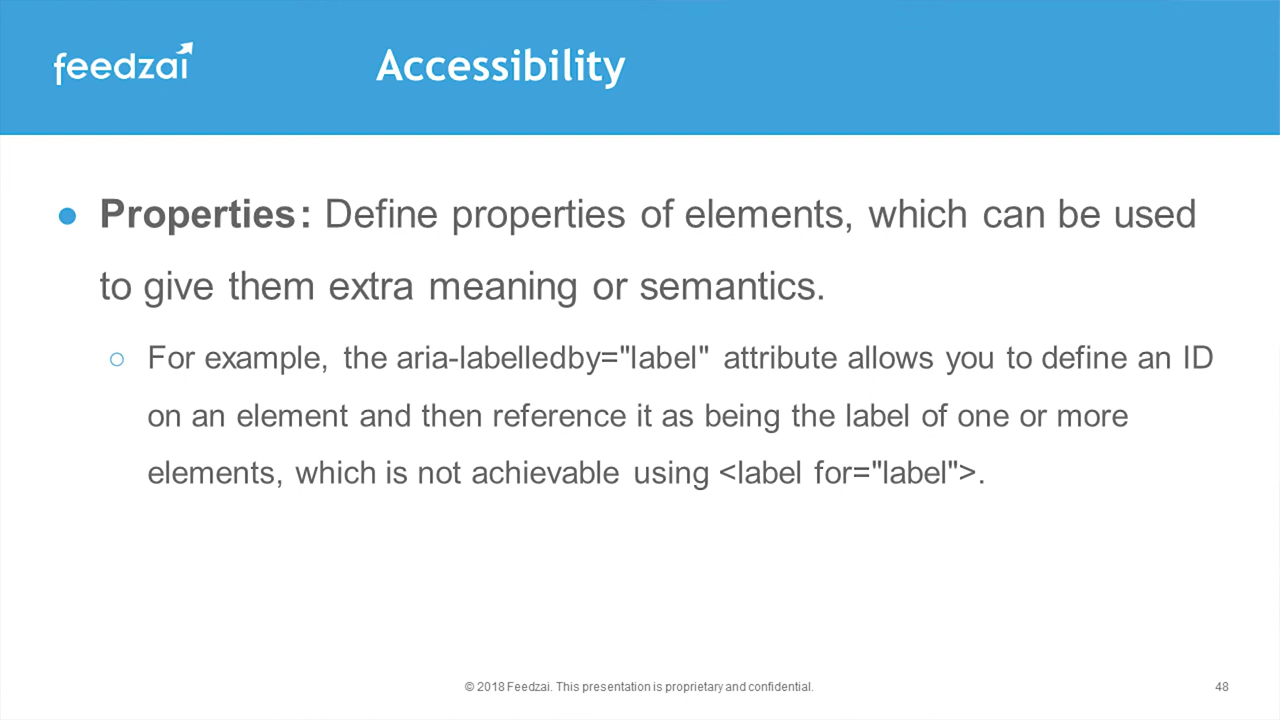 feedzai
Accessibility
● Properties: Define properties of elements, which can be used
to give them extra meaning or semantics.
○ For example, the aria-labelledby="label" attribute allows you to define an ID
on an element and then reference it as being the label of one or more
elements, which is not achievable using <label for="label">.
© 2018 Feedzai. This presentation is proprietary and confidential.
48